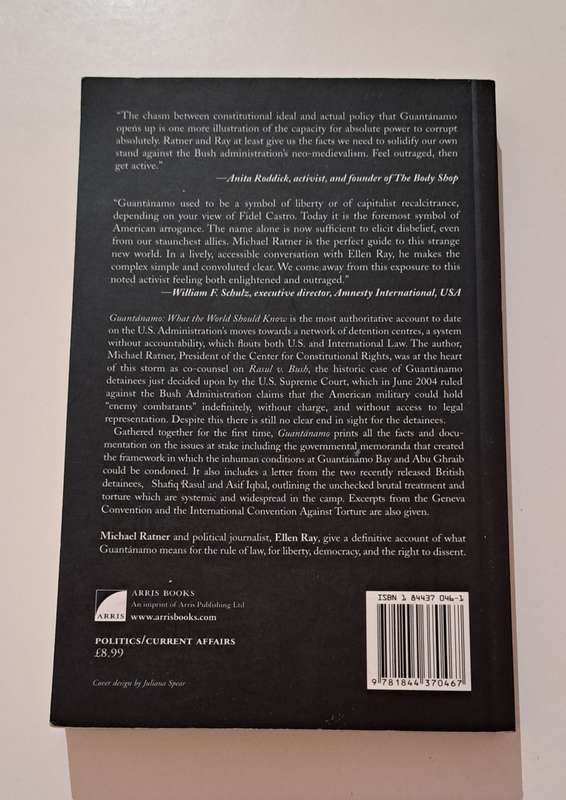 “The chasm between constitutional ideal and actual policy that Guantánamo
opens up is one more illustration of the capacity for absolute power to corrupt
absolutely. Ratner and Ray at least give us the facts we need to solidify our own
stand against the Bush administration’s neo-medievalism. Feel outraged, then
get active.”
—Anita Roddick, activist, and founder of The Body Shop
“Guantánamo used to be a symbol of liberty or of capitalist recalcitrance,
depending on your view of Fidel Castro. Today it is the foremost symbol of
American arrogance. The name alone is now sufficient to elicit disbelief, even
from our staunchest allies. Michael Ratner is the perfect guide to this strange
new world. In a lively, accessible conversation with Ellen Ray, he makes the
complex simple and convoluted clear. We come away from this exposure to this
noted activist feeling both enlightened and outraged.”
—William F. Schulz, executive director, Amnesty International, USA
Guantánamo: What the World Should Know is the most authoritative account to date
on the U.S. Administration’s moves towards a network of detention centres, a system
without accountability, which flouts both U.S. and International Law. The author,
Michael Ratner, President of the Center for Constitutional Rights, was at the heart
of this storm as co-counsel on Rasul v. Bush, the historic case of Guantánamo
detainees just decided upon by the U.S. Supreme Court, which in June 2004 ruled
against the Bush Administration claims that the American military could hold
“enemy combatants” indefinitely, without charge, and without access to legal
representation. Despite this there is still no clear end in sight for the detainees.
Gathered together for the first time, Guantánamo prints all the facts and docu-
mentation on the issues at stake including the governmental memoranda that created
the framework in which the inhuman conditions at Guantánamo Bay and Abu Ghraib
could be condoned. It also includes a letter from the two recently released British
detainees, Shafiq Rasul and Asif Iqbal, outlining the unchecked brutal treatment and
torture which are systemic and widespread in the camp. Excerpts from the Geneva
Convention and the International Convention Against Torture are also given.
Michael Ratner and political journalist, Ellen Ray, give a definitive account of what
Guantánamo means for the rule of law, for liberty, democracy, and the right to dissent.
ARRIS
ARRIS BOOKS
An imprint of Arris Publishing Ltd
www.arrisbooks.com
POLITICS/CURRENT AFFAIRS
£8.99
Cover design by Juliana Spear
ISBN 1 84437 046-1
9 781844 370467